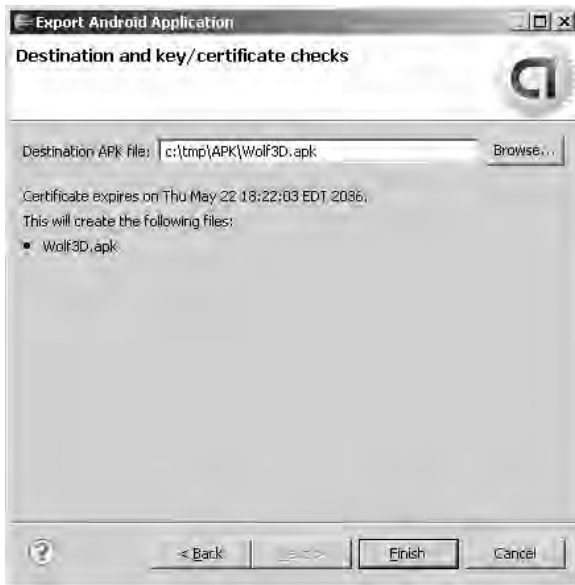 Export Android Application
Destination and key/certificate checks
Destination APK file: c:\tmp\APK\Wolf3D.apk Browse...
Certificate expires on Thu May 22 18:22:03 EDT 2036.
This will create the following files:
• Wolf3D.apk
< Back Next > Finish Cancel